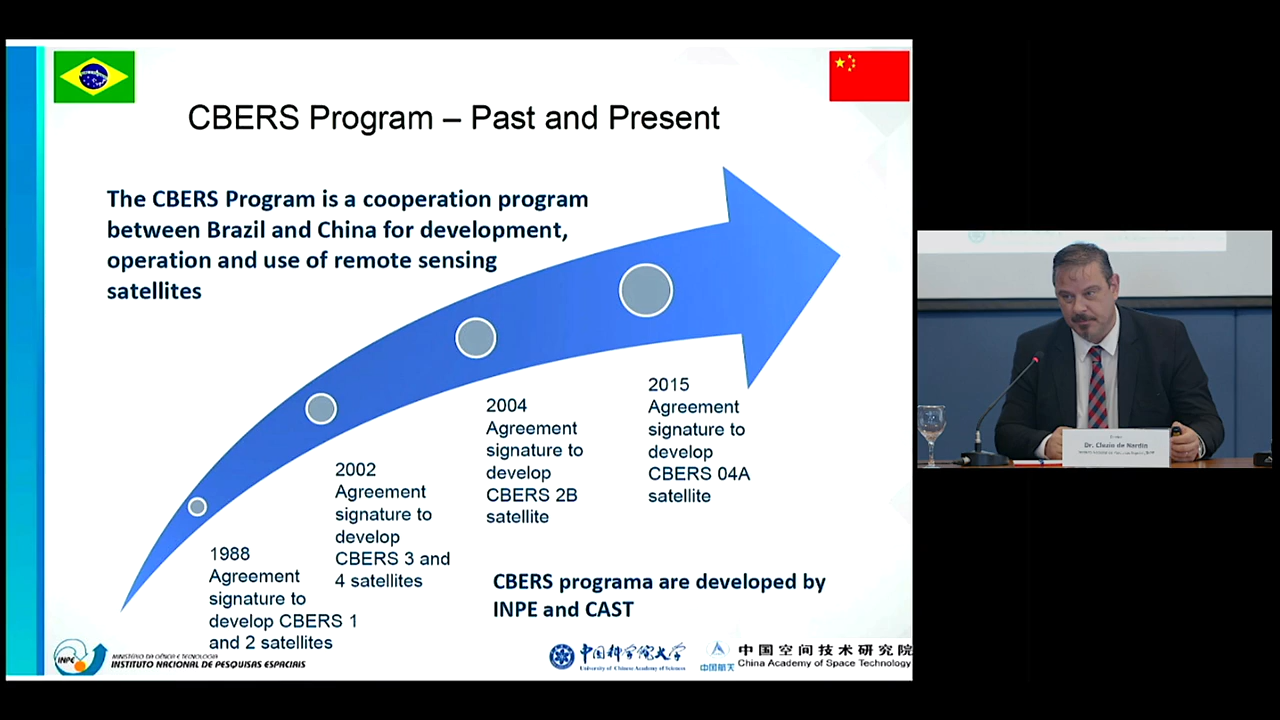 CBERS Program – Past and Present
The CBERS Program is a cooperation program
between Brazil and China for development,
operation and use of remote sensing
satellites
1988
Agreement
signature to
develop CBERS 1
and 2 satellites
2002
Agreement
signature to
develop
CBERS 3 and
4 satellites
2004
Agreement
signature to
develop
CBERS 2B
satellite
2015
Agreement
signature to
develop
CBERS 04A
satellite
CBERS programa are developed by
INPE and CAST
INPE
MINISTÉRIO DA CIÊNCIA E TECNOLOGIA
INSTITUTO NACIONAL DE PESQUISAS ESPACIAIS
中国科学院大学
University of Chinese Academy of Sciences
中国航天
中国空间技术研究院
China Academy of Space Technology
Dr. Clezio de Nardin